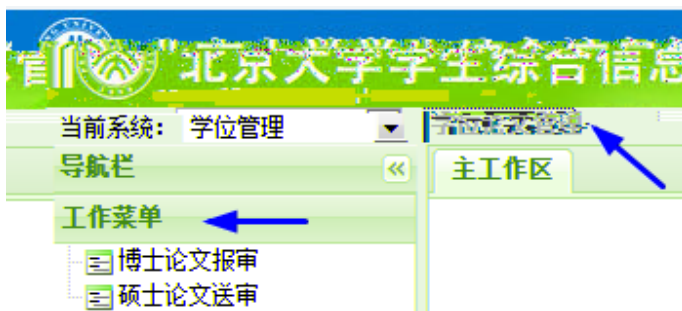 北京大学学生综合信息
当前系统： 学位管理
导航栏
主工作区
工作菜单
博士论文报审
硕士论文送审